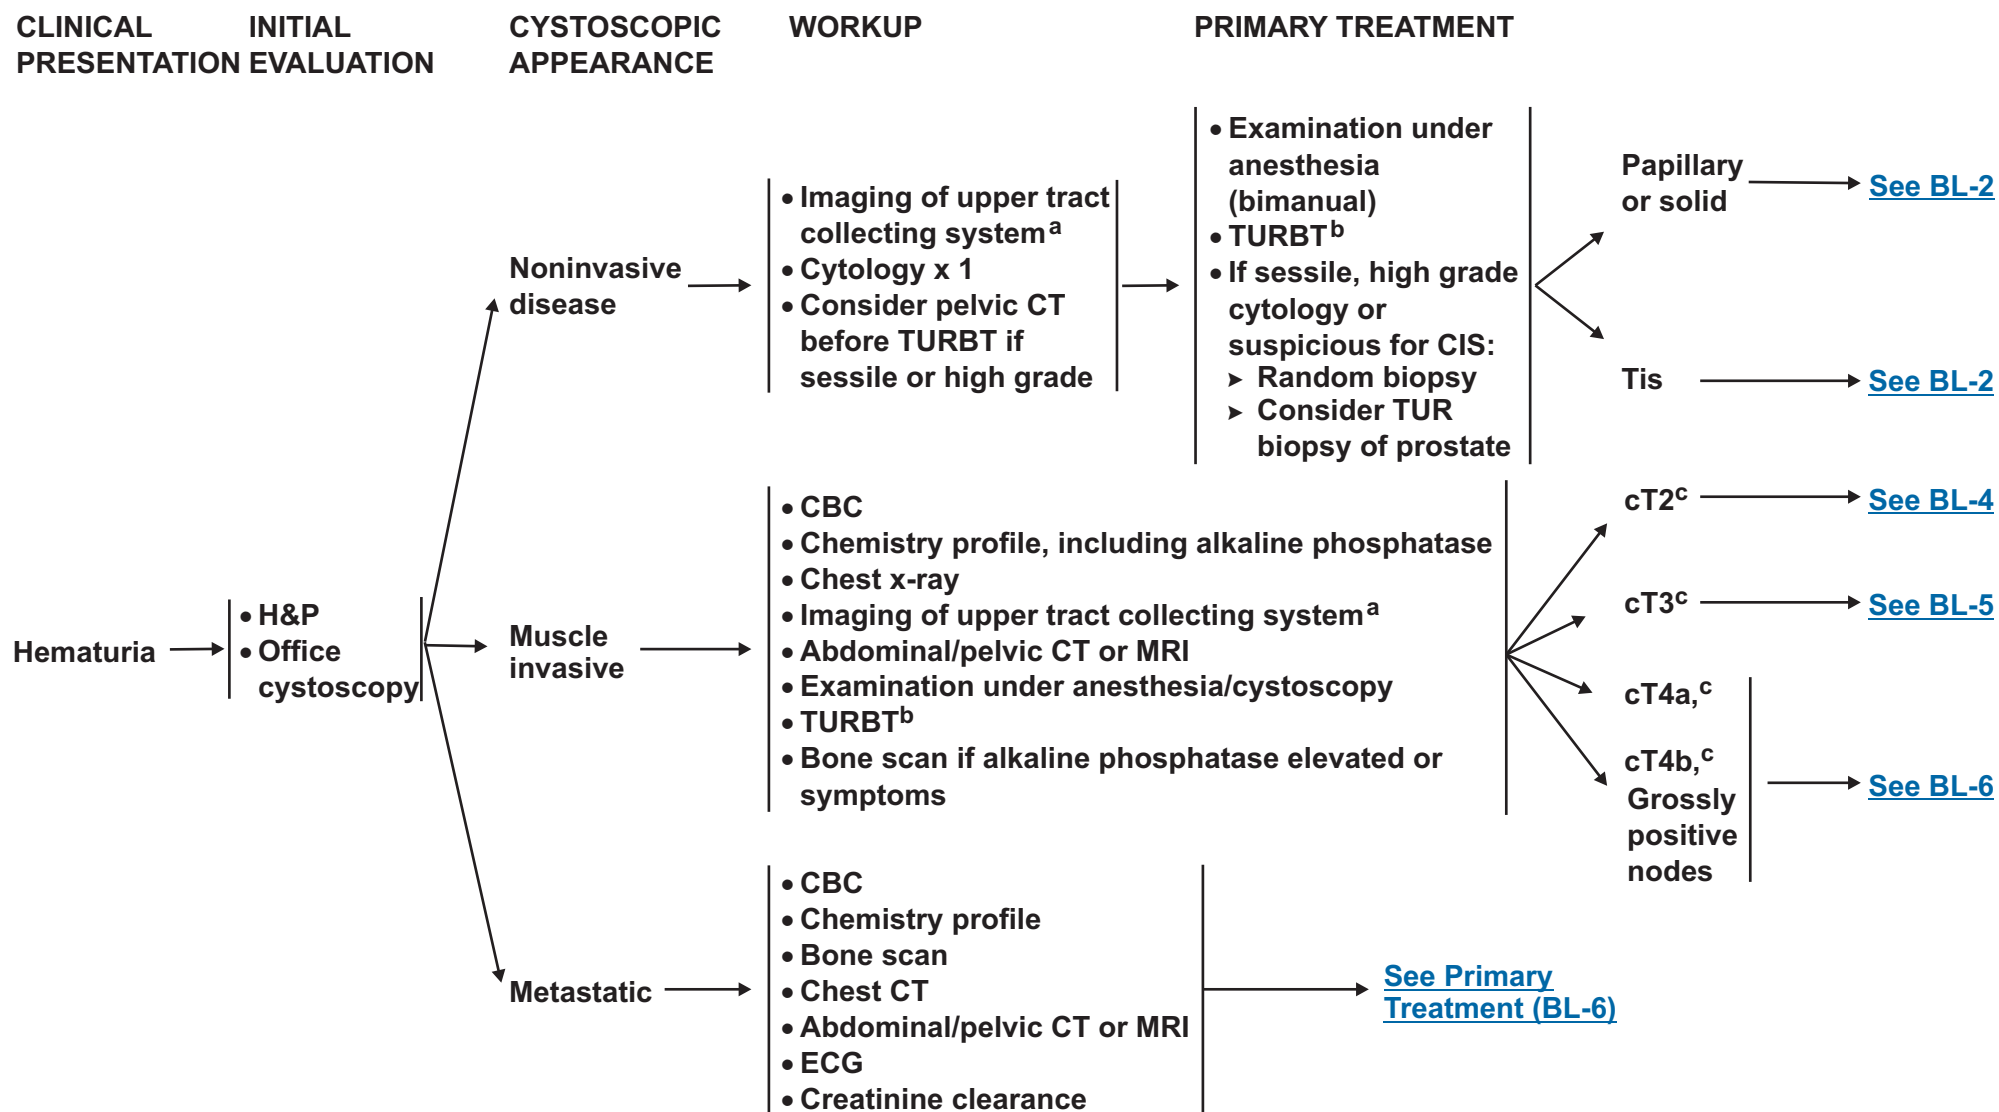 CLINICAL
PRESENTATION
INITIAL
EVALUATION
CYSTOSCOPIC
APPEARANCE
WORKUP
PRIMARY TREATMENT
Hematuria
• H&P
• Office
cystoscopy
Noninvasive
disease
• Imaging of upper tract
collecting system a
• Cytology x 1
• Consider pelvic CT
before TURBT if
sessile or high grade
• Examination under
anesthesia
(bimanual)
• TURBT b
• If sessile, high grade
cytology or
suspicious for CIS:
➤ Random biopsy
➤ Consider TUR
biopsy of prostate
Papillary
or solid
See BL-2
Tis
See BL-2
Muscle
invasive
• CBC
• Chemistry profile, including alkaline phosphatase
• Chest x-ray
• Imaging of upper tract collecting system a
• Abdominal/pelvic CT or MRI
• Examination under anesthesia/cystoscopy
• TURBT b
• Bone scan if alkaline phosphatase elevated or
symptoms
cT2 c
See BL-4
cT3 c
See BL-5
cT4a, c
cT4b, c
Grossly
positive
nodes
See BL-6
Metastatic
• CBC
• Chemistry profile
• Bone scan
• Chest CT
• Abdominal/pelvic CT or MRI
• ECG
• Creatinine clearance
See Primary
Treatment (BL-6)